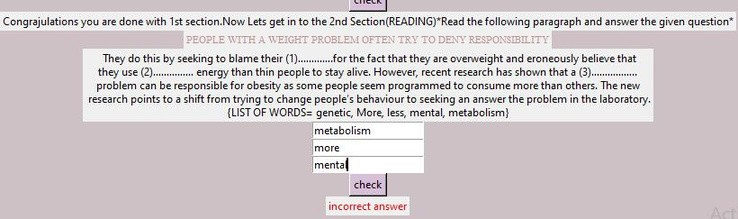 check
Congrajulations you are done with 1st section.Now Lets get in to the 2nd Section(READING)*Read the following paragraph and answer the given question*
PEOPLE WITH A WEIGHT PROBLEM OFTEN TRY TO DENY RESPONSIBILITY
They do this by seeking to blame their (1).............for the fact that they are overweight and eroneously believe that
they use (2)............... energy than thin people to stay alive. However, recent research has shown that a (3).................
problem can be responsible for obesity as some people seem programmed to consume more than others. The new
research points to a shift from trying to change people's behaviour to seeking an answer the problem in the laboratory.
{LIST OF WORDS= genetic, More, less, mental, metabolism}
metabolism
more
mental
check
incorrect answer
Act